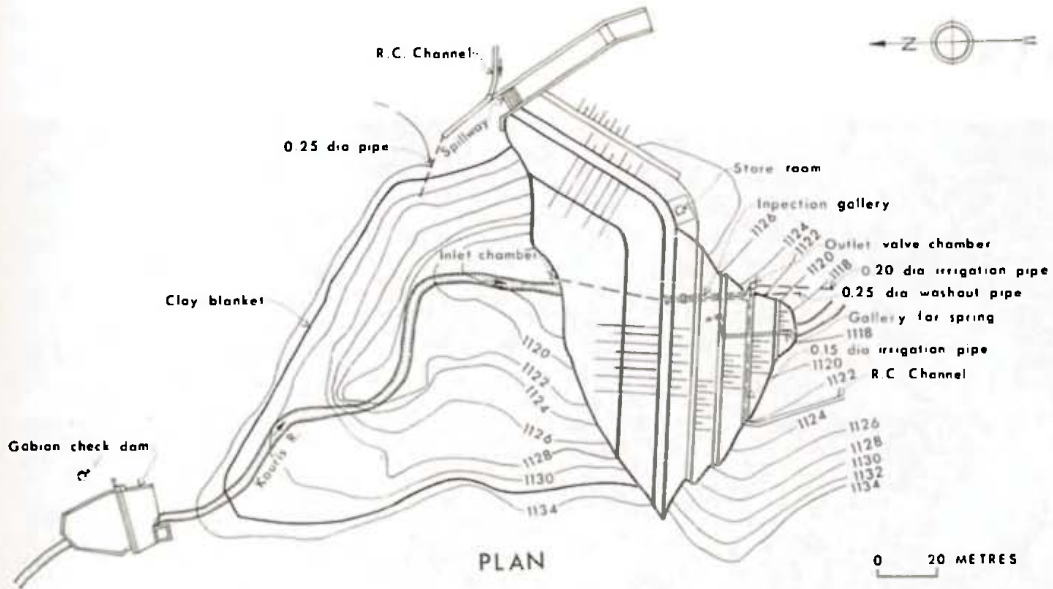 R.C. Channel
N
0.25 dia pipe
Spillway
Store room
Inpection gallery
1126
1124
1122
Outlet valve chamber
1120
0.20 dia irrigation pipe
1118
0.25 dia washout pipe
Inlet chamber
Clay blanket
Gallery for spring
1118
0.15 dia irrigation pipe
1120
R.C Channel
1122
1124
1120
1122
1124
1126
1128
1130
1134
1126
1128
1130
1132
1134
Gabian check dam
Kouris R.
PLAN
0 20 METRES